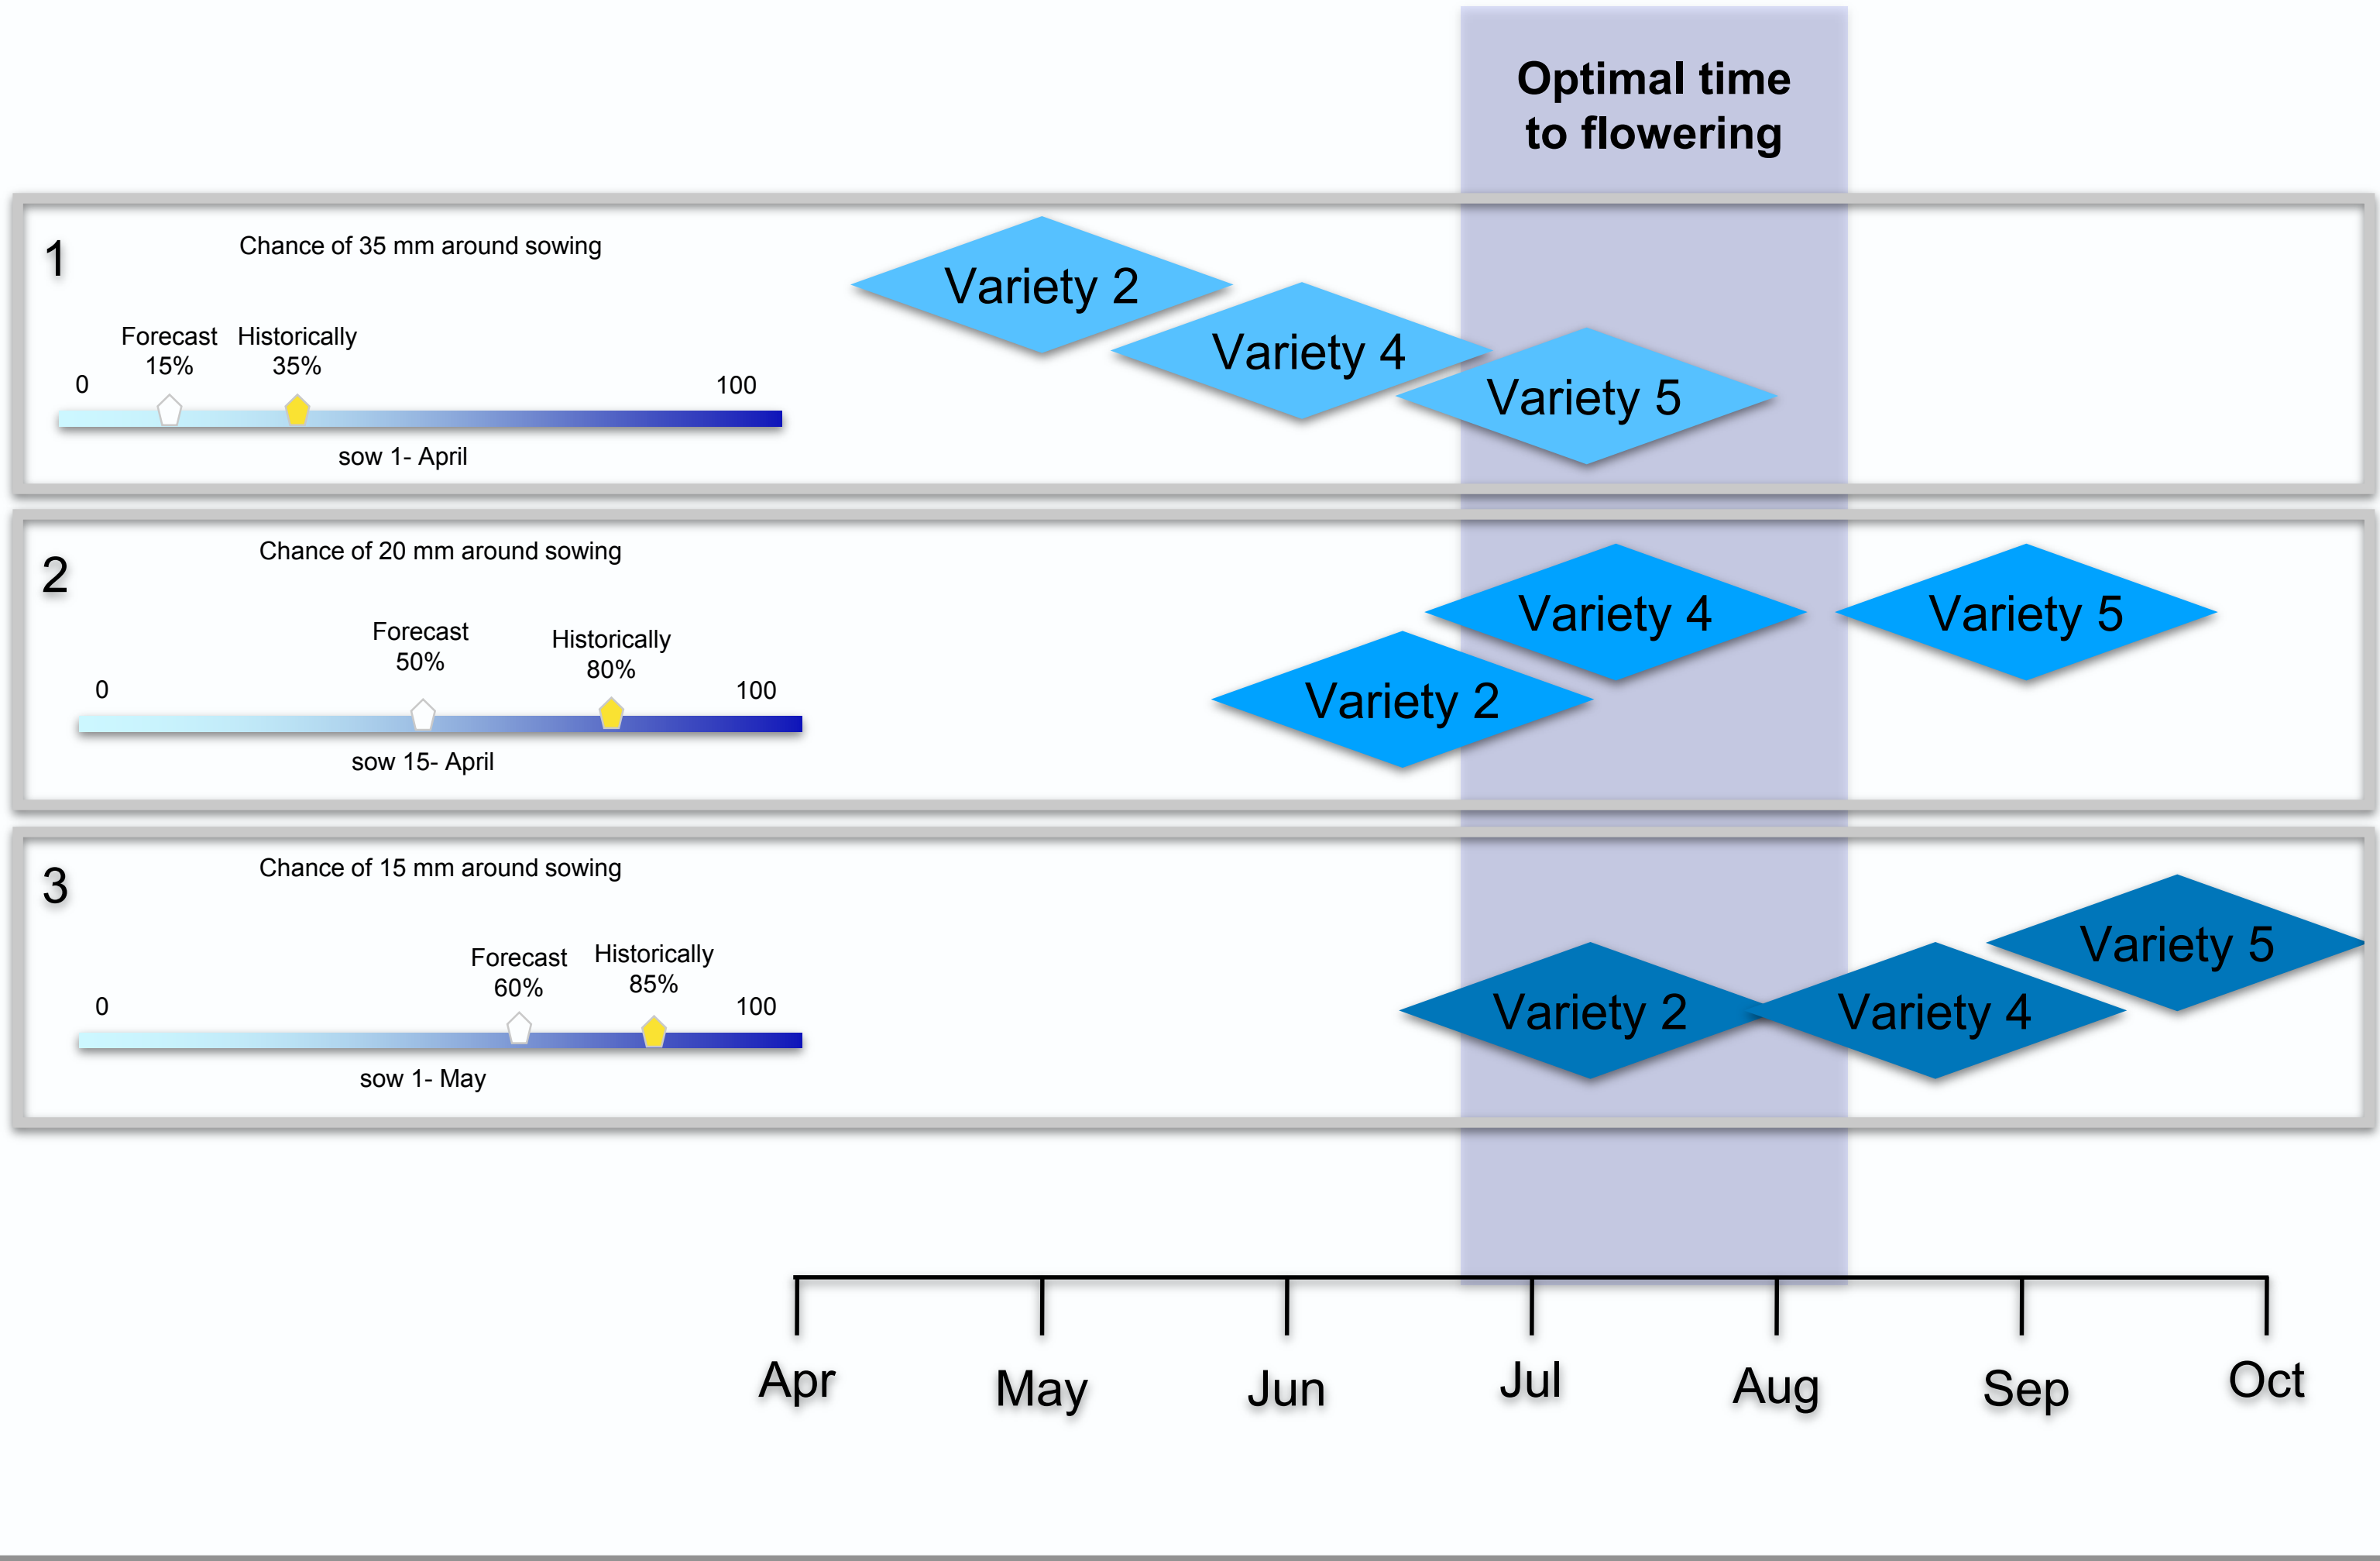 Optimal time
to flowering
1
Chance of 35 mm around sowing
Variety 2
Variety 4
Variety 5
Forecast
15%
Historically
35%
0
100
sow 1- April
2
Chance of 20 mm around sowing
Variety 4
Variety 5
Variety 2
Forecast
50%
Historically
80%
0
100
sow 15- April
3
Chance of 15 mm around sowing
Variety 5
Variety 2
Variety 4
Forecast
60%
Historically
85%
0
100
sow 1- May
Apr
May
Jun
Jul
Aug
Sep
Oct